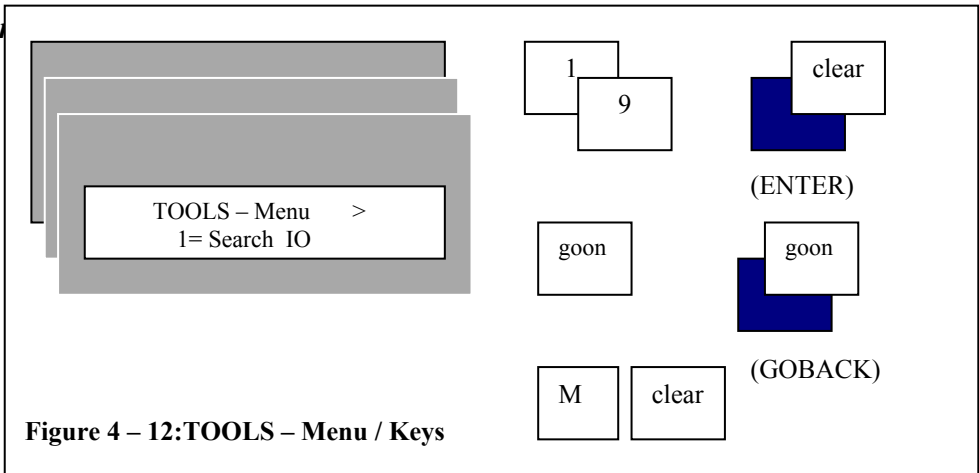 TOOLS – Menu >
1= Search IO
1
9
clear
(ENTER)
goon
goon
(GOBACK)
M
clear
Figure 4 – 12:TOOLS – Menu / Keys